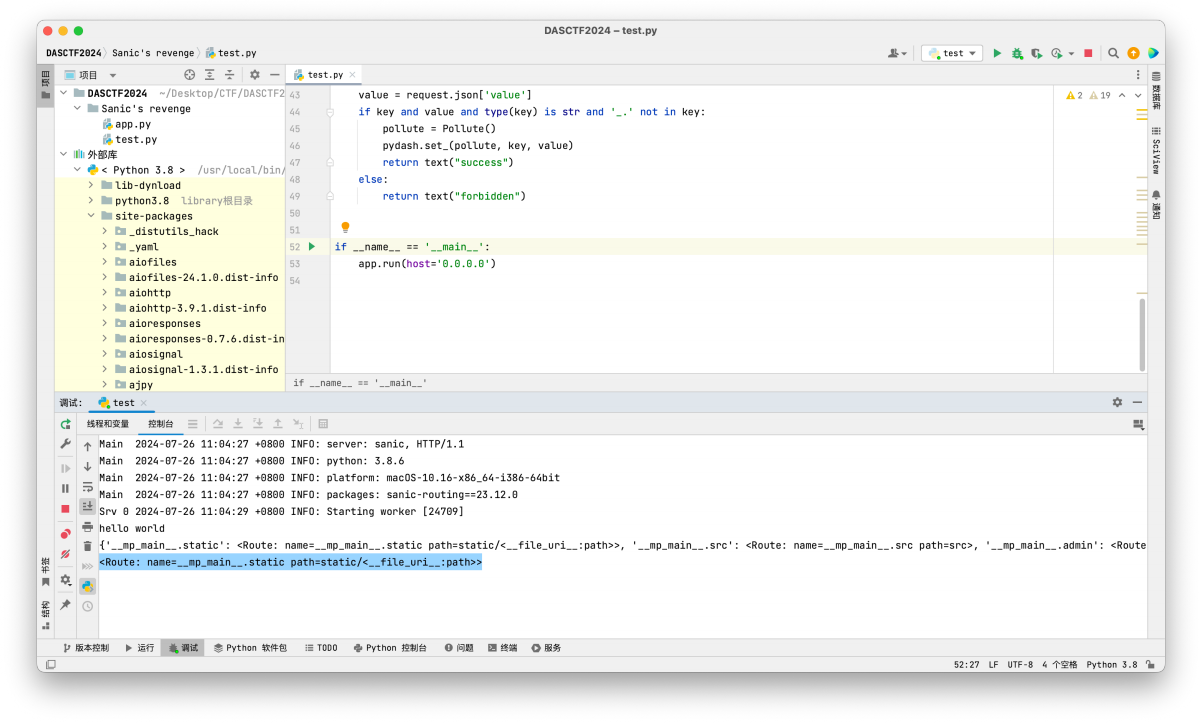 DASCTF2024 – test.py
DASCTF2024 Sanic's revenge test.py
test
项目
项目
test.py
DASCTF2024 ~/Desktop/CTF/DASCTF2
Sanic's revenge
app.py
test.py
外部库
< Python 3.8 > /usr/local/bin/
lib-dynload
python3.8 library根目录
site-packages
_distutils_hack
_yaml
aiofiles
aiofiles-24.1.0.dist-info
aiohttp
aiohttp-3.9.1.dist-info
aioresponses
aioresponses-0.7.6.dist-in
aiosignal
aiosignal-1.3.1.dist-info
ajpy
43 value = request.json['value']
44 if key and value and type(key) is str and '_.' not in key:
45 pollute = Pollute()
46 pydash.set_(pollute, key, value)
47 return text("success")
48 else:
49 return text("forbidden")
50
51
52 if __name__ == '__main__':
53 app.run(host='0.0.0.0')
54
2 19
数据库
SciView
通知
if __name__ == '__main__'
调试: test
线程和变量 控制台
Main 2024-07-26 11:04:27 +0800 INFO: server: sanic, HTTP/1.1
Main 2024-07-26 11:04:27 +0800 INFO: python: 3.8.6
Main 2024-07-26 11:04:27 +0800 INFO: platform: macOS-10.16-x86_64-i386-64bit
Main 2024-07-26 11:04:27 +0800 INFO: packages: sanic-routing==23.12.0
Srv 0 2024-07-26 11:04:29 +0800 INFO: Starting worker [24709]
hello world
{'__mp_main__.static': <Route: name=__mp_main__.static path=static/<__file_uri__:path>>, '__mp_main__.src': <Route: name=__mp_main__.src path=src>, '__mp_main__.admin': <Route
<Route: name=__mp_main__.static path=static/<__file_uri__:path>>
书签
结构
版本控制 运行 调试 Python 软件包 TODO Python 控制台 问题 终端 服务
52:27 LF UTF-8 4 个空格 Python 3.8